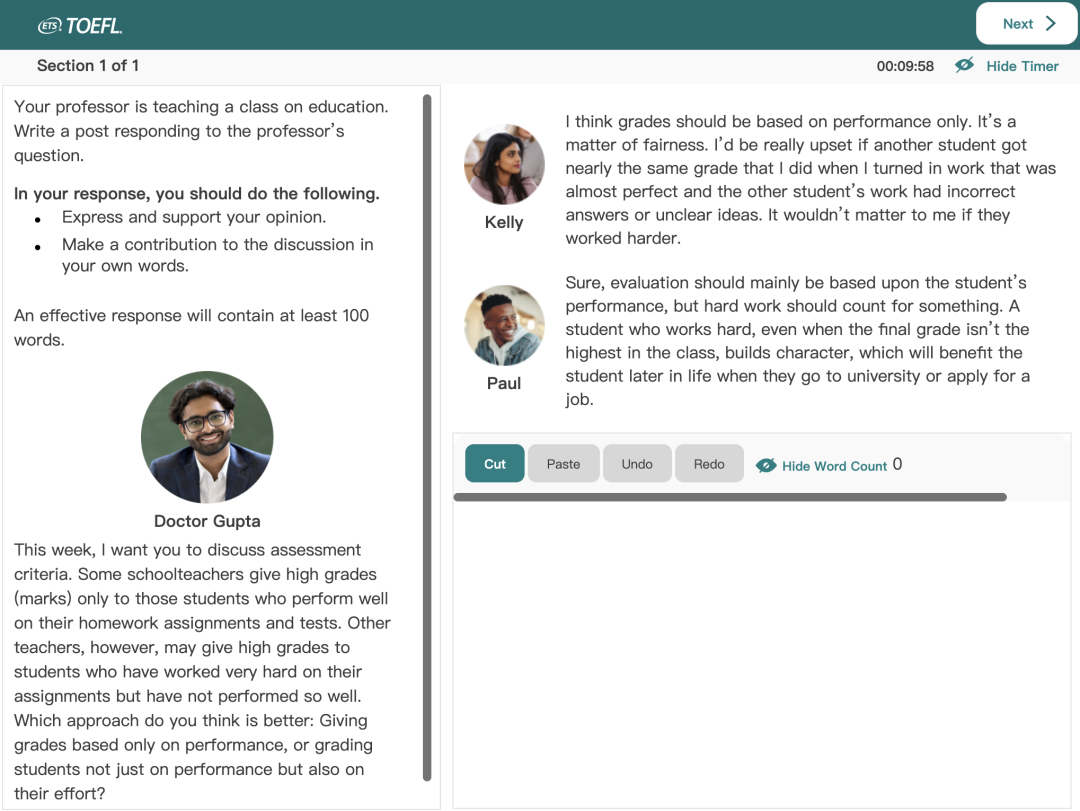 ETS TOEFL.
Next
Section 1 of 1
00:09:58
Hide Timer
Your professor is teaching a class on education.
Write a post responding to the professor's
question.
In your response, you should do the following.
• Express and support your opinion.
• Make a contribution to the discussion in
your own words.
An effective response will contain at least 100
words.
Doctor Gupta
This week, I want you to discuss assessment
criteria. Some schoolteachers give high grades
(marks) only to those students who perform well
on their homework assignments and tests. Other
teachers, however, may give high grades to
students who have worked very hard on their
assignments but have not performed so well.
Which approach do you think is better: Giving
grades based only on performance, or grading
students not just on performance but also on
their effort?
I think grades should be based on performance only. It's a
matter of fairness. I'd be really upset if another student got
nearly the same grade that I did when I turned in work that was
almost perfect and the other student's work had incorrect
answers or unclear ideas. It wouldn't matter to me if they
worked harder.
Kelly
Sure, evaluation should mainly be based upon the student's
performance, but hard work should count for something. A
student who works hard, even when the final grade isn't the
highest in the class, builds character, which will benefit the
student later in life when they go to university or apply for a
job.
Paul
Cut
Paste
Undo
Redo
Hide Word Count 0